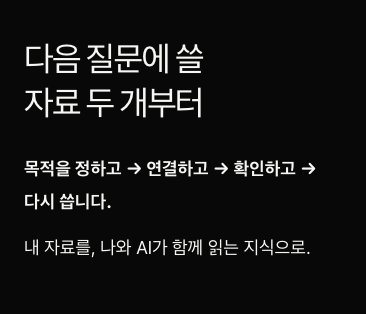 다음 질문에 쓸
자료 두 개부터
목적을 정하고 → 연결하고 → 확인하고 →
다시 씁니다.
내 자료를, 나와 AI가 함께 읽는 지식으로.